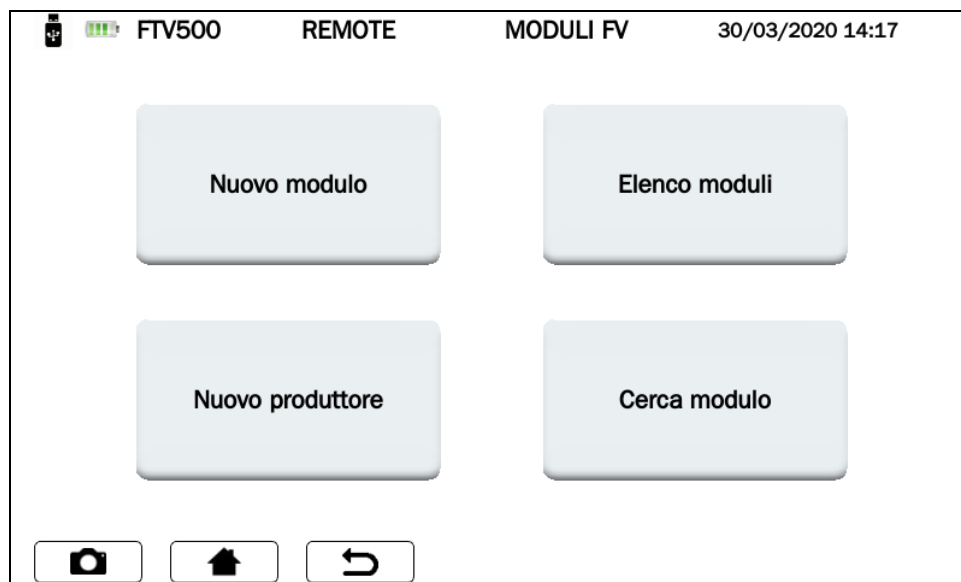 FTV500 REMOTE MODULI FV 30/03/2020 14:17
Nuovo modulo Elenco moduli
Nuovo produttore Cerca modulo